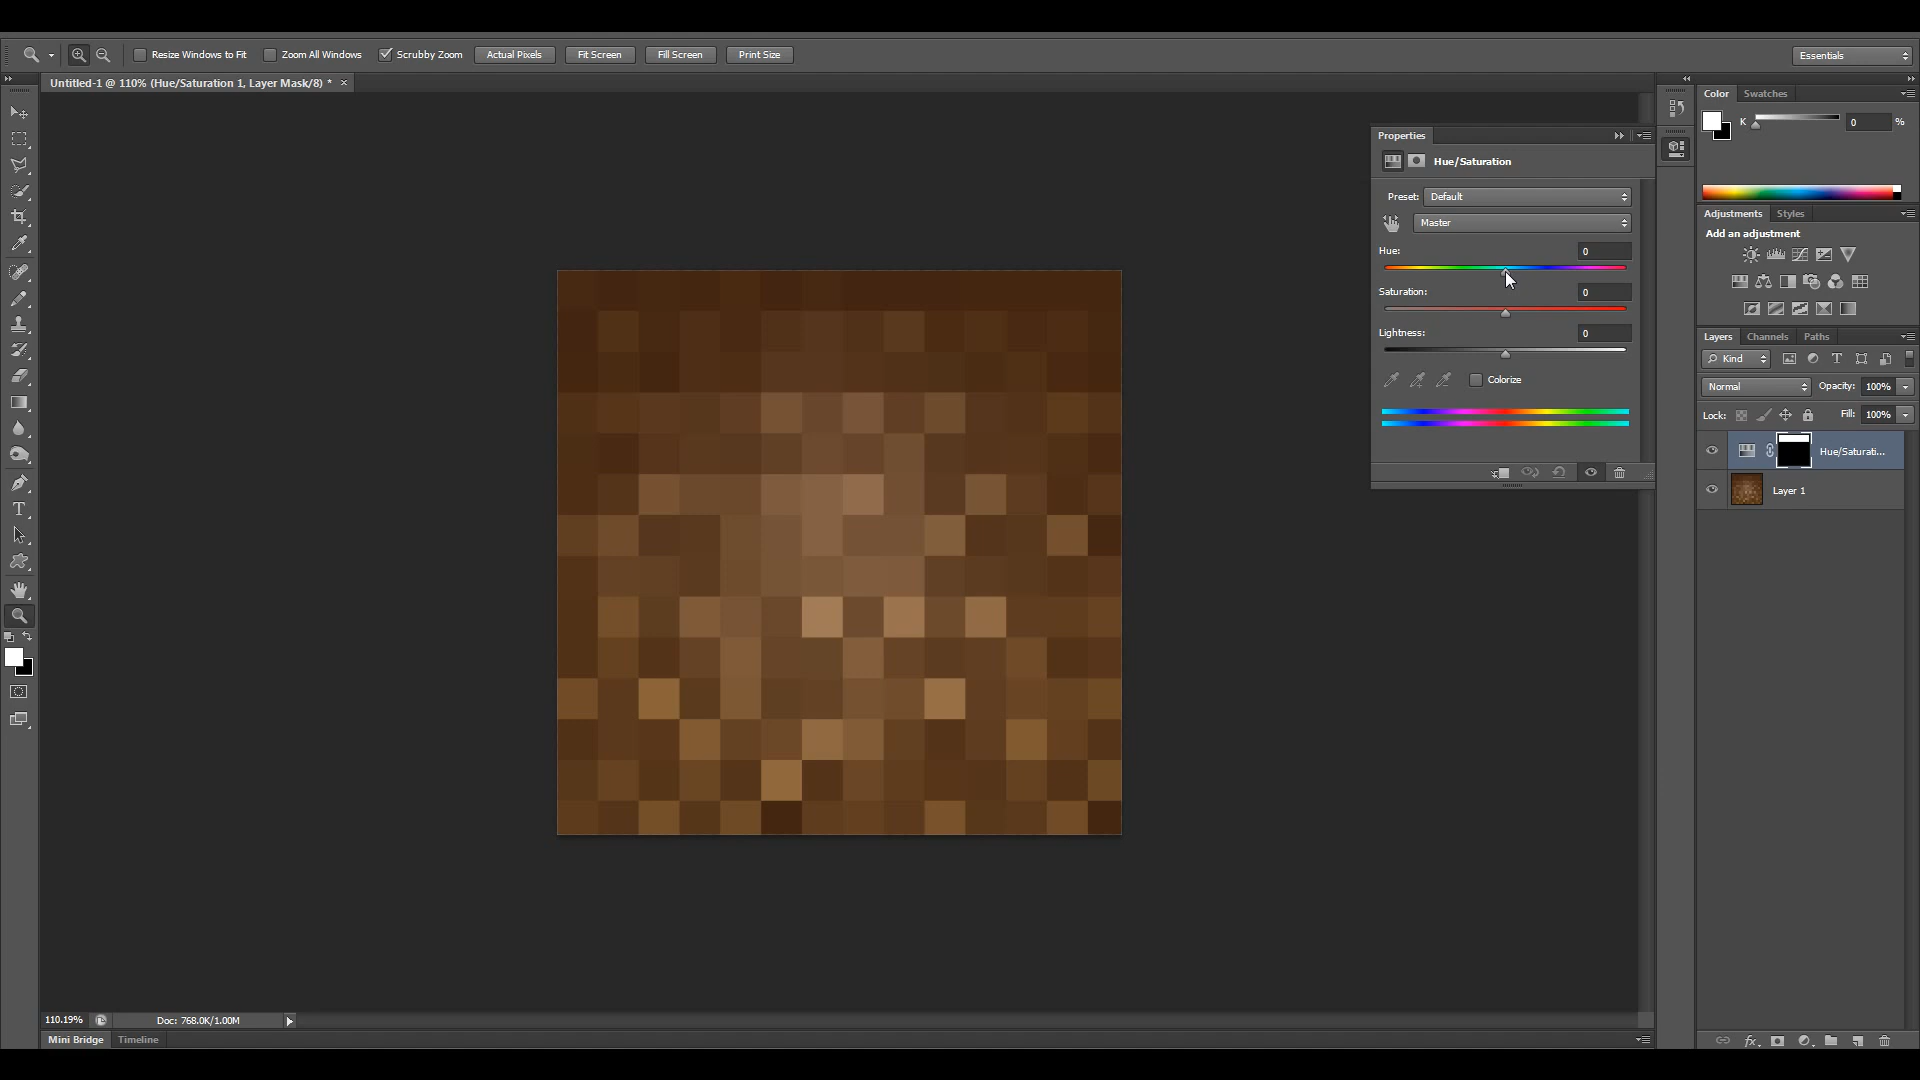 Resize Windows to Fit Zoom All Windows Scrubby Zoom Actual Pixels Fit Screen Fill Screen Print Size Essentials
Untitled-1 @ 110% (Hue/Saturation 1, Layer Mask/8) * ×
Color Swatches
K 0 %
Properties
Hue/Saturation
Preset: Default
Master
Hue: 0
Saturation: 0
Lightness: 0
Colorize
Adjustments Styles
Add an adjustment
Layers Channels Paths
Kind
Normal Opacity: 100%
Lock: Fill: 100%
Hue/Saturati...
Layer 1
110.19% Doc: 768.0K/1.00M
Mini Bridge Timeline